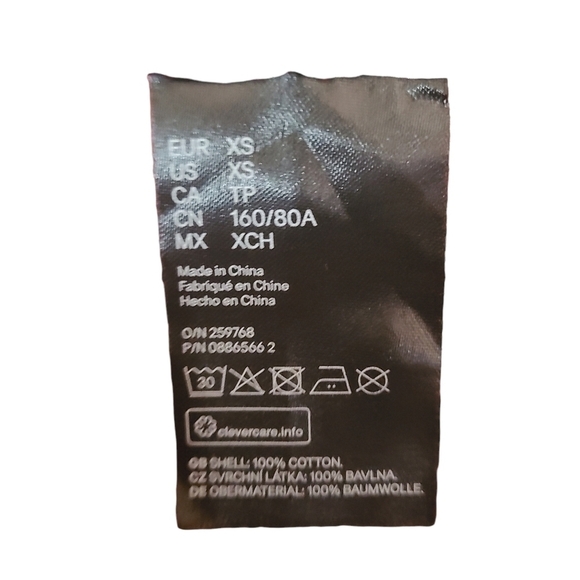 EUR XS
US XS
CA TP
CN 160/80A
MX XCH
Made in China
Fabriqué en Chine
Hecho en China
O/N 259768
P/N 0886566 2
30
clevercare.info
GB SHELL: 100% COTTON.
CZ SVRCHNÍ LÁTKA: 100% BAVLNA.
DE OBERMATERIAL: 100% BAUMWOLLE.